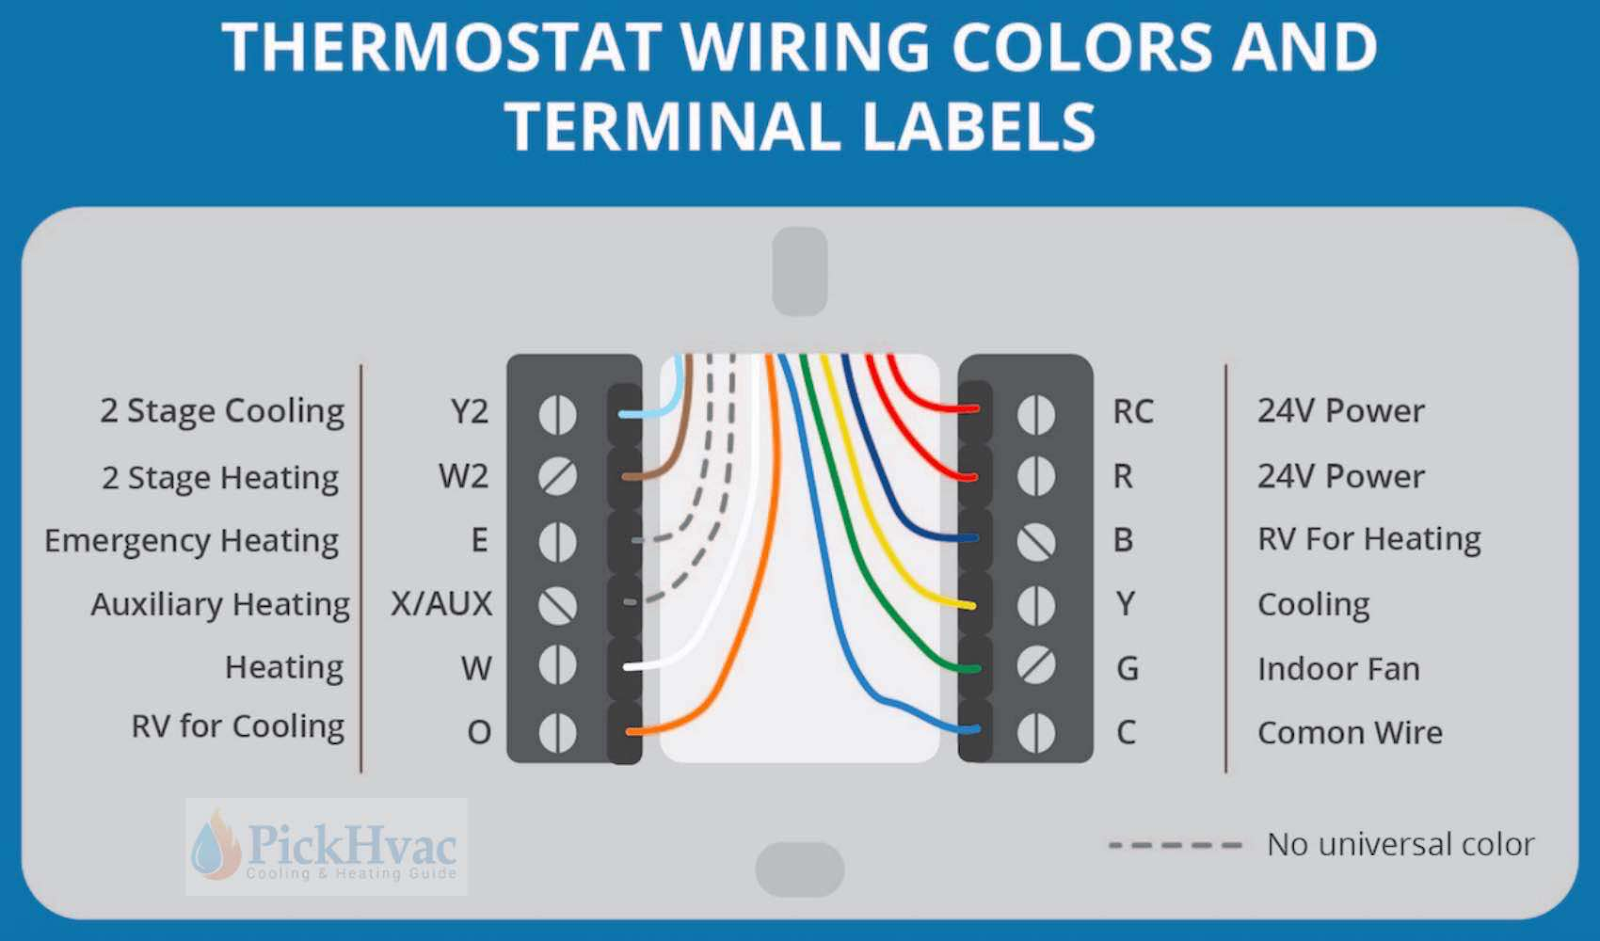 THERMOSTAT WIRING COLORS AND
TERMINAL LABELS
2 Stage Cooling Y2
2 Stage Heating W2
Emergency Heating E
Auxiliary Heating X/AUX
Heating W
RV for Cooling O
RC 24V Power
R 24V Power
B RV For Heating
Y Cooling
G Indoor Fan
C Comon Wire
PickHvac
Cooling & Heating Guide
No universal color